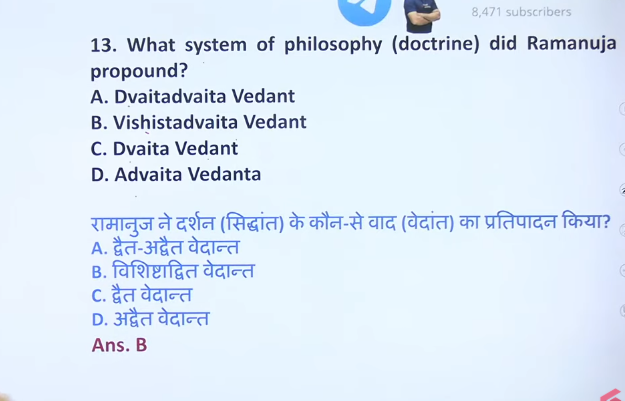 8,471 subscribers
13. What system of philosophy (doctrine) did Ramanuja
propound?
A. Dvaitadvaita Vedant
B. Vishistadvaita Vedant
C. Dvaita Vedant
D. Advaita Vedanta
रामानुज ने दर्शन (सिद्धांत) के कौन-से वाद (वेदांत) का प्रतिपादन किया?
A. द्वैत-अद्वैत वेदान्त
B. विशिष्टाद्वित वेदान्त
C. द्वैत वेदान्त
D. अद्वैत वेदान्त
Ans. B